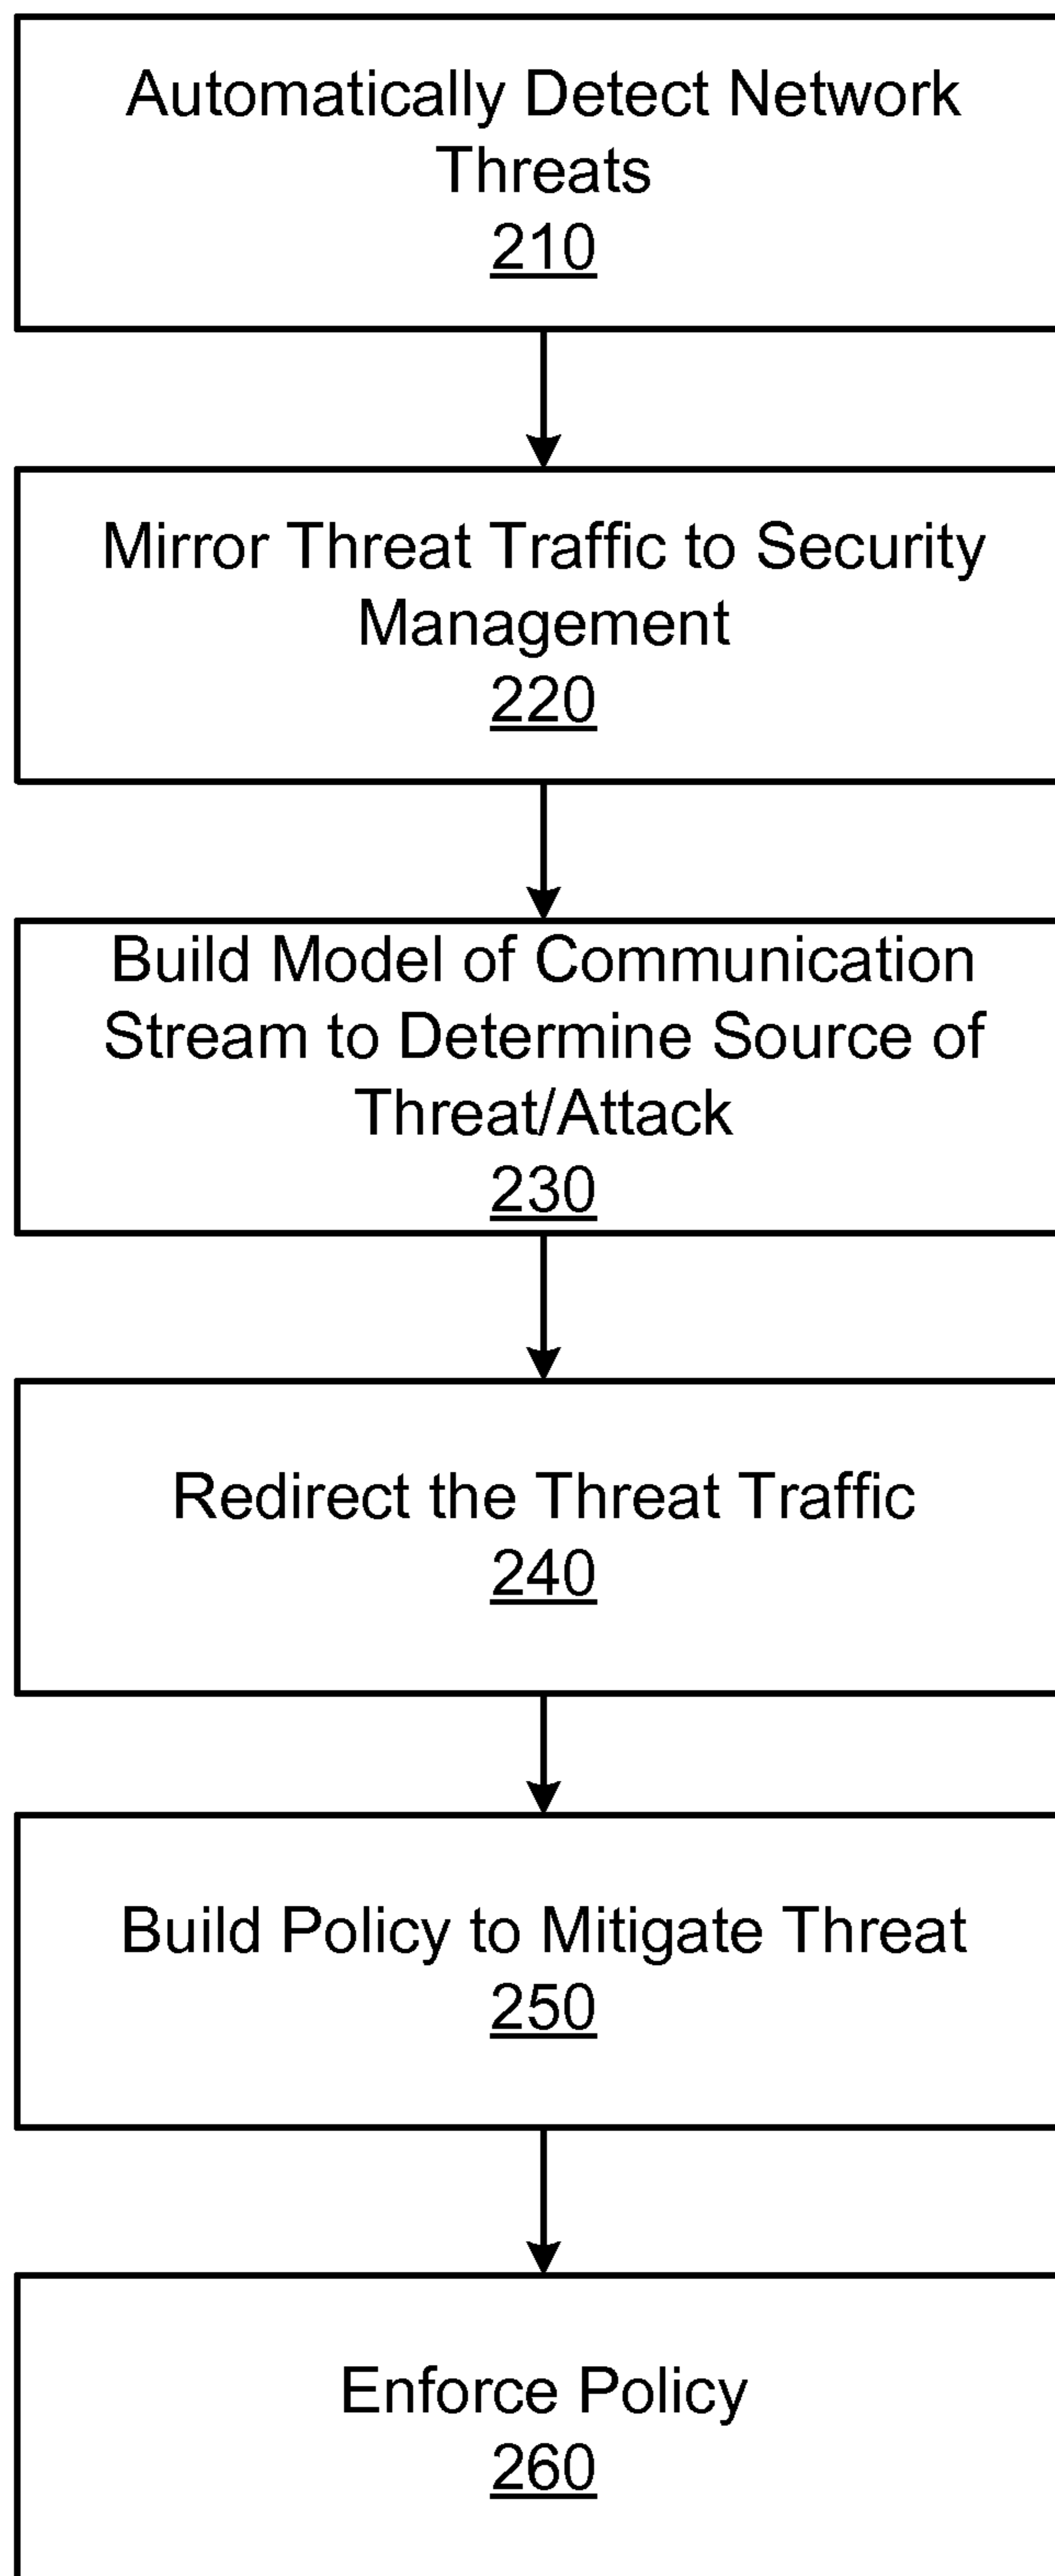 Automatically Detect Network
Threats
210
Mirror Threat Traffic to Security
Management
220
Build Model of Communication
Stream to Determine Source of
Threat/Attack
230
Redirect the Threat Traffic
240
Build Policy to Mitigate Threat
250
Enforce Policy
260